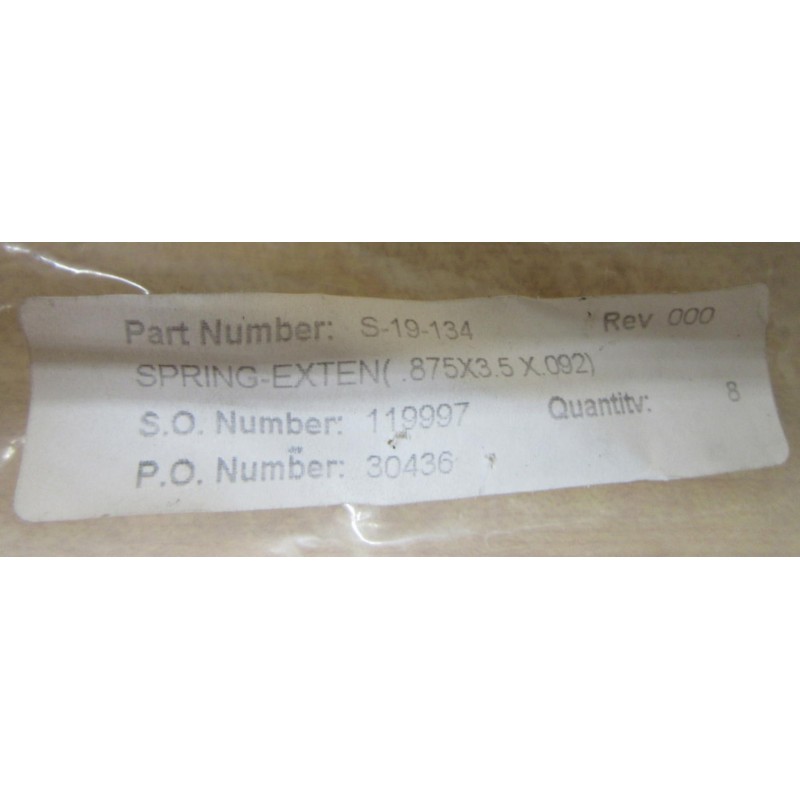 Part Number: S-19-134 Rev 000
SPRING-EXTEN( .875X3.5 X.092)
S.O. Number: 119997 Quantity: 8
P.O. Number: 30436